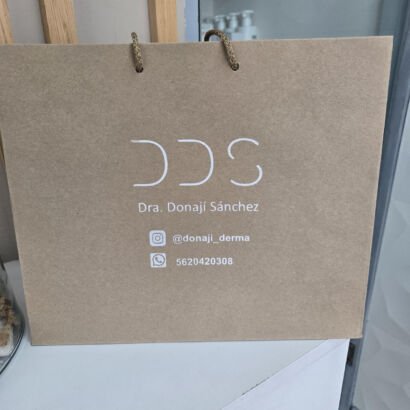 DDS
Dra. Donají Sánchez
@donaji_derma
5620420308